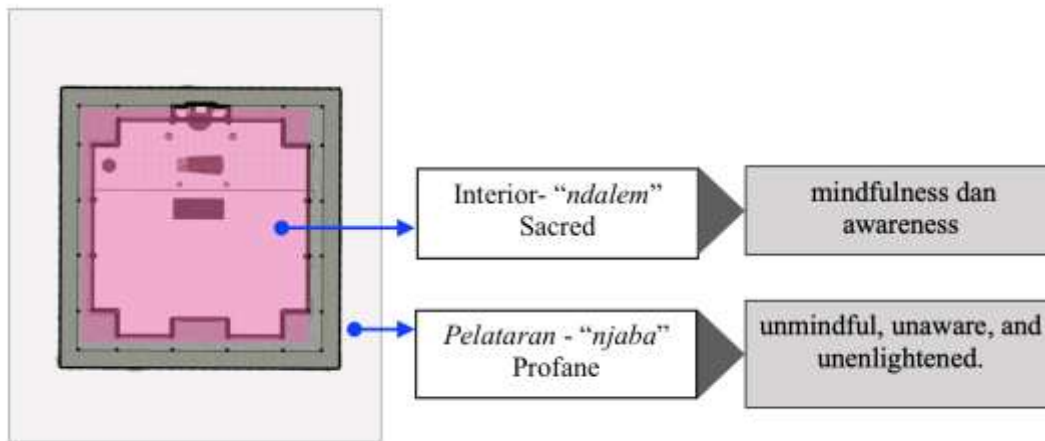 Interior- “ndalem”
Sacred
mindfulness dan
awareness
Pelataran - “njaba”
Profane
unmindful, unaware, and
unenlightened.